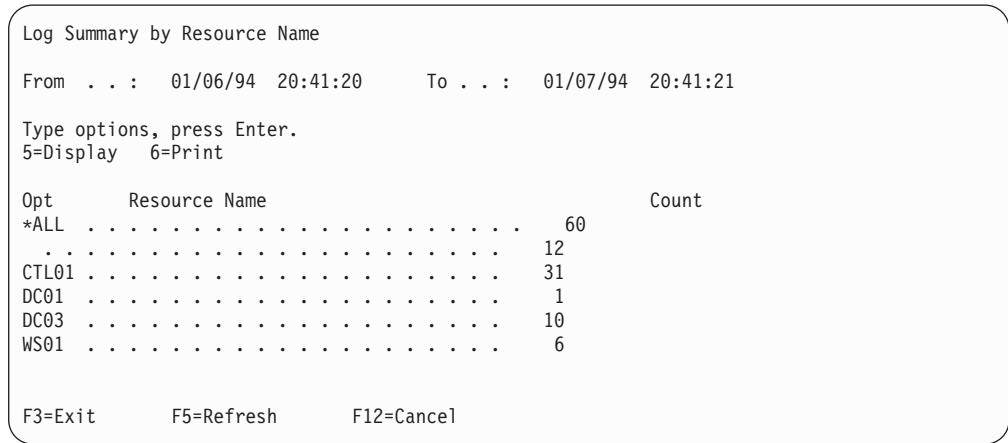 Log Summary by Resource Name
From . . : 01/06/94 20:41:20 To . . : 01/07/94 20:41:21
Type options, press Enter.
5=Display 6=Print
Opt Resource Name Count
*ALL . . . . . . . . . . . . . . . . . . . . . 60
. . . . . . . . . . . . . . . . . . . . . . 12
CTL01 . . . . . . . . . . . . . . . . . . . . 31
DC01 . . . . . . . . . . . . . . . . . . . . 1
DC03 . . . . . . . . . . . . . . . . . . . . 10
WS01 . . . . . . . . . . . . . . . . . . . . 6
F3=Exit F5=Refresh F12=Cancel